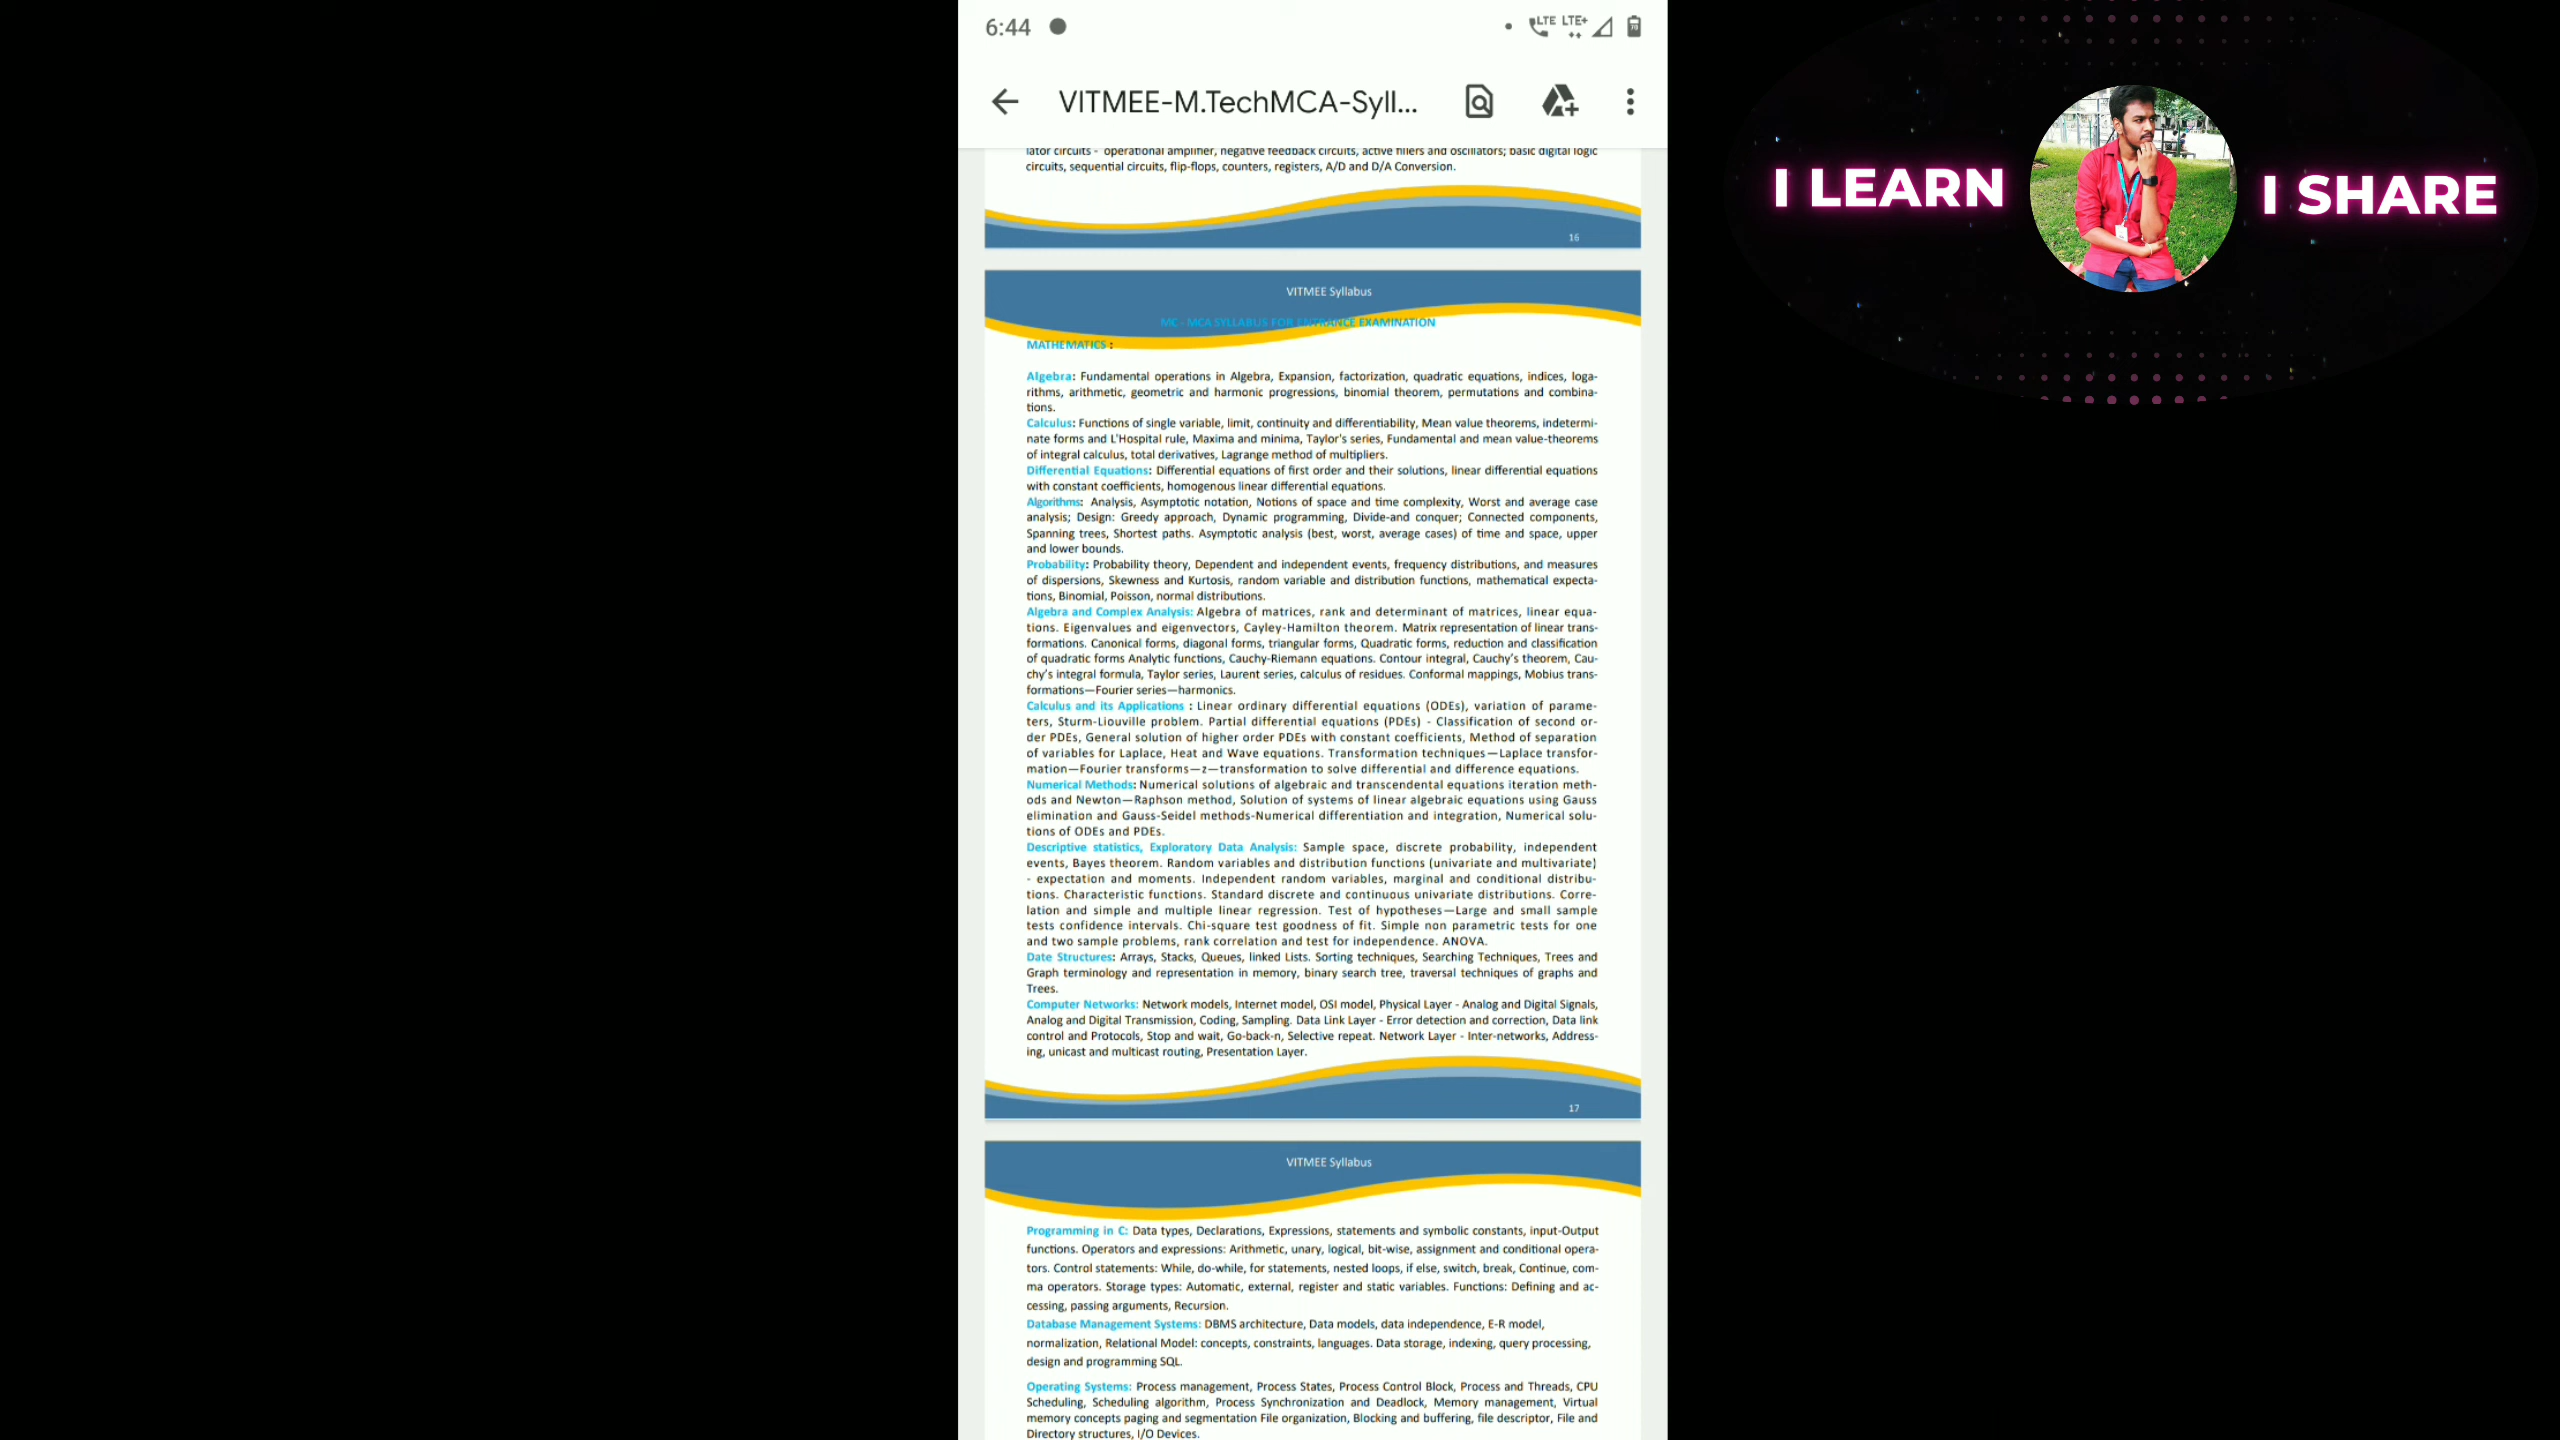 6:44
LTE LTE+
VITMEE-M.TechMCA-Syll...
I LEARN
I SHARE
lator circuits - operational amplifier, negative feedback circuits, active filters and oscillators; basic digital logic
circuits, sequential circuits, flip-flops, counters, registers, A/D and D/A Conversion.
16
VITMEE Syllabus
MC - MCA SYLLABUS FOR ENTRANCE EXAMINATION
MATHEMATICS :
Algebra: Fundamental operations in Algebra, Expansion, factorization, quadratic equations, indices, loga-
rithms, arithmetic, geometric and harmonic progressions, binomial theorem, permutations and combina-
tions.
Calculus: Functions of single variable, limit, continuity and differentiability, Mean value theorems, indetermi-
nate forms and L'Hospital rule, Maxima and minima, Taylor's series, Fundamental and mean value-theorems
of integral calculus, total derivatives, Lagrange method of multipliers.
Differential Equations: Differential equations of first order and their solutions, linear differential equations
with constant coefficients, homogenous linear differential equations.
Algorithms: Analysis, Asymptotic notation, Notions of space and time complexity, Worst and average case
analysis; Design: Greedy approach, Dynamic programming, Divide-and conquer; Connected components,
Spanning trees, Shortest paths. Asymptotic analysis (best, worst, average cases) of time and space, upper
and lower bounds.
Probability: Probability theory, Dependent and independent events, frequency distributions, and measures
of dispersions, Skewness and Kurtosis, random variable and distribution functions, mathematical expecta-
tions, Binomial, Poisson, normal distributions.
Algebra and Complex Analysis: Algebra of matrices, rank and determinant of matrices, linear equa-
tions. Eigenvalues and eigenvectors, Cayley-Hamilton theorem. Matrix representation of linear trans-
formations. Canonical forms, diagonal forms, triangular forms, Quadratic forms, reduction and classification
of quadratic forms Analytic functions, Cauchy-Riemann equations. Contour integral, Cauchy's theorem, Cau-
chy's integral formula, Taylor series, Laurent series, calculus of residues. Conformal mappings, Mobius trans-
formations—Fourier series—harmonics.
Calculus and its Applications : Linear ordinary differential equations (ODEs), variation of parame-
ters, Sturm-Liouville problem. Partial differential equations (PDEs) - Classification of second or-
der PDEs, General solution of higher order PDEs with constant coefficients, Method of separation
of variables for Laplace, Heat and Wave equations. Transformation techniques—Laplace transfor-
mation—Fourier transforms—z—transformation to solve differential and difference equations.
Numerical Methods: Numerical solutions of algebraic and transcendental equations iteration meth-
ods and Newton—Raphson method, Solution of systems of linear algebraic equations using Gauss
elimination and Gauss-Seidel methods-Numerical differentiation and integration, Numerical solu-
tions of ODEs and PDEs.
Descriptive statistics, Exploratory Data Analysis: Sample space, discrete probability, independent
events, Bayes theorem. Random variables and distribution functions (univariate and multivariate)
- expectation and moments. Independent random variables, marginal and conditional distribu-
tions. Characteristic functions. Standard discrete and continuous univariate distributions. Corre-
lation and simple and multiple linear regression. Test of hypotheses—Large and small sample
tests confidence intervals. Chi-square test goodness of fit. Simple non parametric tests for one
and two sample problems, rank correlation and test for independence. ANOVA.
Date Structures: Arrays, Stacks, Queues, linked Lists. Sorting techniques, Searching Techniques, Trees and
Graph terminology and representation in memory, binary search tree, traversal techniques of graphs and
Trees.
Computer Networks: Network models, Internet model, OSI model, Physical Layer - Analog and Digital Signals,
Analog and Digital Transmission, Coding, Sampling. Data Link Layer - Error detection and correction, Data link
control and Protocols, Stop and wait, Go-back-n, Selective repeat. Network Layer - Inter-networks, Address-
ing, unicast and multicast routing, Presentation Layer.
17
VITMEE Syllabus
Programming in C: Data types, Declarations, Expressions, statements and symbolic constants, input-Output
functions. Operators and expressions: Arithmetic, unary, logical, bit-wise, assignment and conditional opera-
tors. Control statements: While, do-while, for statements, nested loops, if else, switch, break, Continue, com-
ma operators. Storage types: Automatic, external, register and static variables. Functions: Defining and ac-
cessing, passing arguments, Recursion.
Database Management Systems: DBMS architecture, Data models, data independence, E-R model,
normalization, Relational Model: concepts, constraints, languages. Data storage, indexing, query processing,
design and programming SQL.
Operating Systems: Process management, Process States, Process Control Block, Process and Threads, CPU
Scheduling, Scheduling algorithm, Process Synchronization and Deadlock, Memory management, Virtual
memory concepts paging and segmentation File organization, Blocking and buffering, file descriptor, File and
Directory structures, I/O Devices.